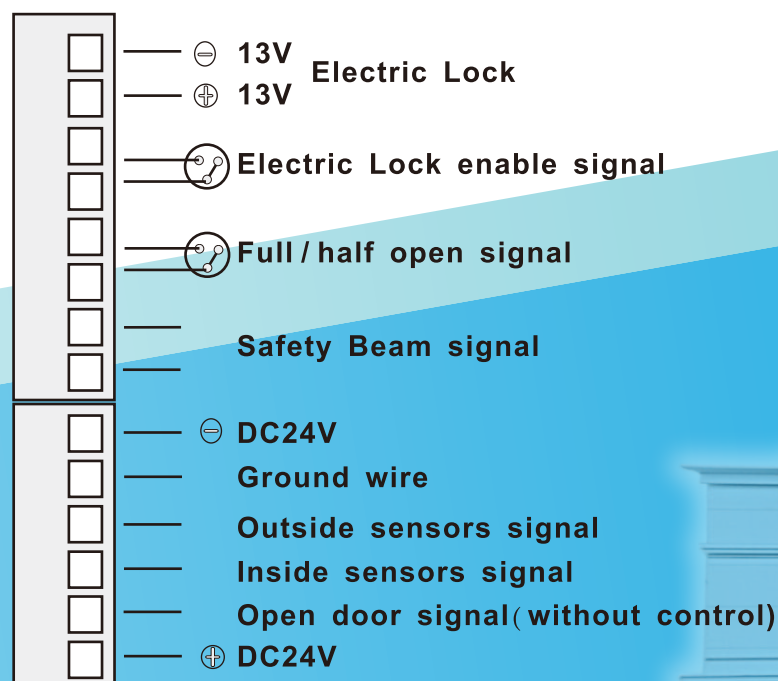 ⊖ 13V
Electric Lock
⊕ 13V
Electric Lock enable signal
Full / half open signal
Safety Beam signal
⊖ DC24V
Ground wire
Outside sensors signal
Inside sensors signal
Open door signal(without control)
⊕ DC24V